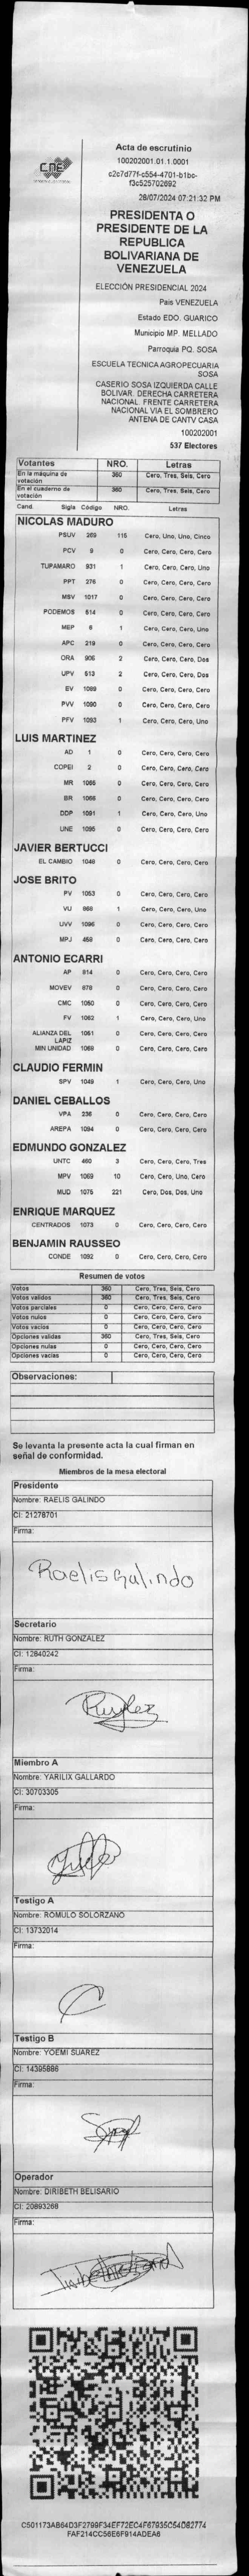 CNE
Acta de escrutinio
100202001.01.1.0001
c2c7d77f-c554-4701-b1bc-
f3c525702692
28/07/2024 07:21:32 PM
PRESIDENTA O
PRESIDENTE DE LA
REPUBLICA
BOLIVARIANA DE
VENEZUELA
ELECCIÓN PRESIDENCIAL 2024
Pais VENEZUELA
Estado EDO. GUARICO
Municipio MP. MELLADO
Parroquia PQ. SOSA
ESCUELA TECNICA AGROPECUARIA
SOSA
CASERIO SOSA IZQUIERDA CALLE
BOLIVAR. DERECHA CARRETERA
NACIONAL. FRENTE CARRETERA
NACIONAL VIA EL SOMBRERO
ANTENA DE CANTV CASA
100202001
537 Electores
Votantes NRO. Letras
En la máquina de votación 360 Cero, Tres, Seis, Cero
En el cuaderno de votación 360 Cero, Tres, Seis, Cero
Cand. Sigla Código NRO. Letras
NICOLAS MADURO
PSUV 269 115 Cero, Uno, Uno, Cinco
PCV 9 0 Cero, Cero, Cero, Cero
TUPAMARO 931 1 Cero, Cero, Cero, Uno
PPT 276 0 Cero, Cero, Cero, Cero
MSV 1017 0 Cero, Cero, Cero, Cero
PODEMOS 514 0 Cero, Cero, Cero, Cero
MEP 6 1 Cero, Cero, Cero, Uno
APC 219 0 Cero, Cero, Cero, Cero
ORA 906 2 Cero, Cero, Cero, Dos
UPV 513 2 Cero, Cero, Cero, Dos
EV 1089 0 Cero, Cero, Cero, Cero
PVV 1090 0 Cero, Cero, Cero, Cero
PFV 1093 1 Cero, Cero, Cero, Uno
LUIS MARTINEZ
AD 1 0 Cero, Cero, Cero, Cero
COPEI 2 0 Cero, Cero, Cero, Cero
MR 1065 0 Cero, Cero, Cero, Cero
BR 1066 0 Cero, Cero, Cero, Cero
DDP 1091 1 Cero, Cero, Cero, Uno
UNE 1095 0 Cero, Cero, Cero, Cero
JAVIER BERTUCCI
EL CAMBIO 1048 0 Cero, Cero, Cero, Cero
JOSE BRITO
PV 1053 0 Cero, Cero, Cero, Cero
VU 868 1 Cero, Cero, Cero, Uno
UVV 1096 0 Cero, Cero, Cero, Cero
MPJ 459 0 Cero, Cero, Cero, Cero
ANTONIO ECARRI
AP 814 0 Cero, Cero, Cero, Cero
MOVEV 878 0 Cero, Cero, Cero, Cero
CMC 1050 0 Cero, Cero, Cero, Cero
FV 1062 1 Cero, Cero, Cero, Uno
ALIANZA DEL LAPIZ 1051 0 Cero, Cero, Cero, Cero
MIN UNIDAD 1069 0 Cero, Cero, Cero, Cero
CLAUDIO FERMIN
SPV 1049 1 Cero, Cero, Cero, Uno
DANIEL CEBALLOS
VPA 236 0 Cero, Cero, Cero, Cero
AREPA 1094 0 Cero, Cero, Cero, Cero
EDMUNDO GONZALEZ
UNTC 460 3 Cero, Cero, Cero, Tres
MPV 1069 10 Cero, Cero, Uno, Cero
MUD 1075 221 Cero, Dos, Dos, Uno
ENRIQUE MARQUEZ
CENTRADOS 1073 0 Cero, Cero, Cero, Cero
BENJAMIN RAUSSEO
CONDE 1092 0 Cero, Cero, Cero, Cero
Resumen de votos
Votos 360 Cero, Tres, Seis, Cero
Votos validos 360 Cero, Tres, Seis, Cero
Votos parciales 0 Cero, Cero, Cero, Cero
Votos nulos 0 Cero, Cero, Cero, Cero
Votos vacios 0 Cero, Cero, Cero, Cero
Opciones validas 360 Cero, Tres, Seis, Cero
Opciones nulas 0 Cero, Cero, Cero, Cero
Opciones vacias 0 Cero, Cero, Cero, Cero
Observaciones:
Se levanta la presente acta la cual firman en
señal de conformidad.
Miembros de la mesa electoral
Presidente
Nombre: RAELIS GALINDO
CI: 21278701
Firma:
Raelis Galindo
Secretario
Nombre: RUTH GONZALEZ
CI: 12840242
Firma:
Miembro A
Nombre: YARILIX GALLARDO
CI: 30703305
Firma:
Testigo A
Nombre: ROMULO SOLORZANO
CI: 13732014
Firma:
Testigo B
Nombre: YOEMI SUAREZ
CI: 14395886
Firma:
Operador
Nombre: DIRIBETH BELISARIO
CI: 20893268
Firma:
C501173AB64D3F2799F34EF72EC4F67935C54D82774
FAF214CC56E6F914ADEA6